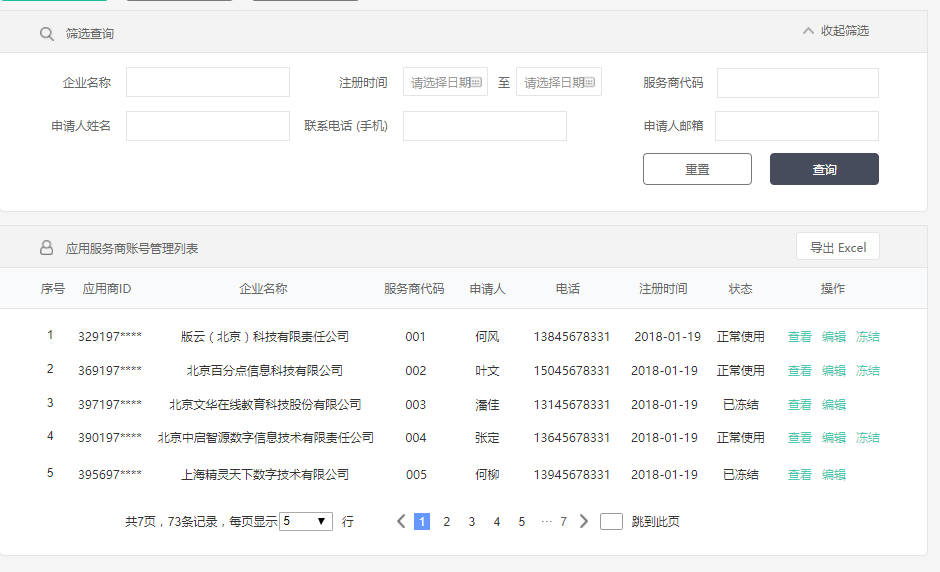 筛选查询 收起筛选
企业名称 注册时间 请选择日期 至 请选择日期 服务商代码
申请人姓名 联系电话 (手机) 申请人邮箱
重置 查询
应用服务商账号管理列表 导出 Excel
序号 应用商ID 企业名称 服务商代码 申请人 电话 注册时间 状态 操作
1 329197**** 版云（北京）科技有限责任公司 001 何风 13845678331 2018-01-19 正常使用 查看 编辑 冻结
2 369197**** 北京百分点信息科技有限公司 002 叶文 15045678331 2018-01-19 正常使用 查看 编辑 冻结
3 397197**** 北京文华在线教育科技股份有限公司 003 潘佳 13145678331 2018-01-19 已冻结 查看 编辑
4 390197**** 北京中启智源数字信息技术有限责任公司 004 张定 13645678331 2018-01-19 正常使用 查看 编辑 冻结
5 395697**** 上海精灵天下数字技术有限公司 005 何柳 13945678331 2018-01-19 已冻结 查看 编辑
共7页，73条记录，每页显示 5 行 1 2 3 4 5 ··· 7 跳到此页